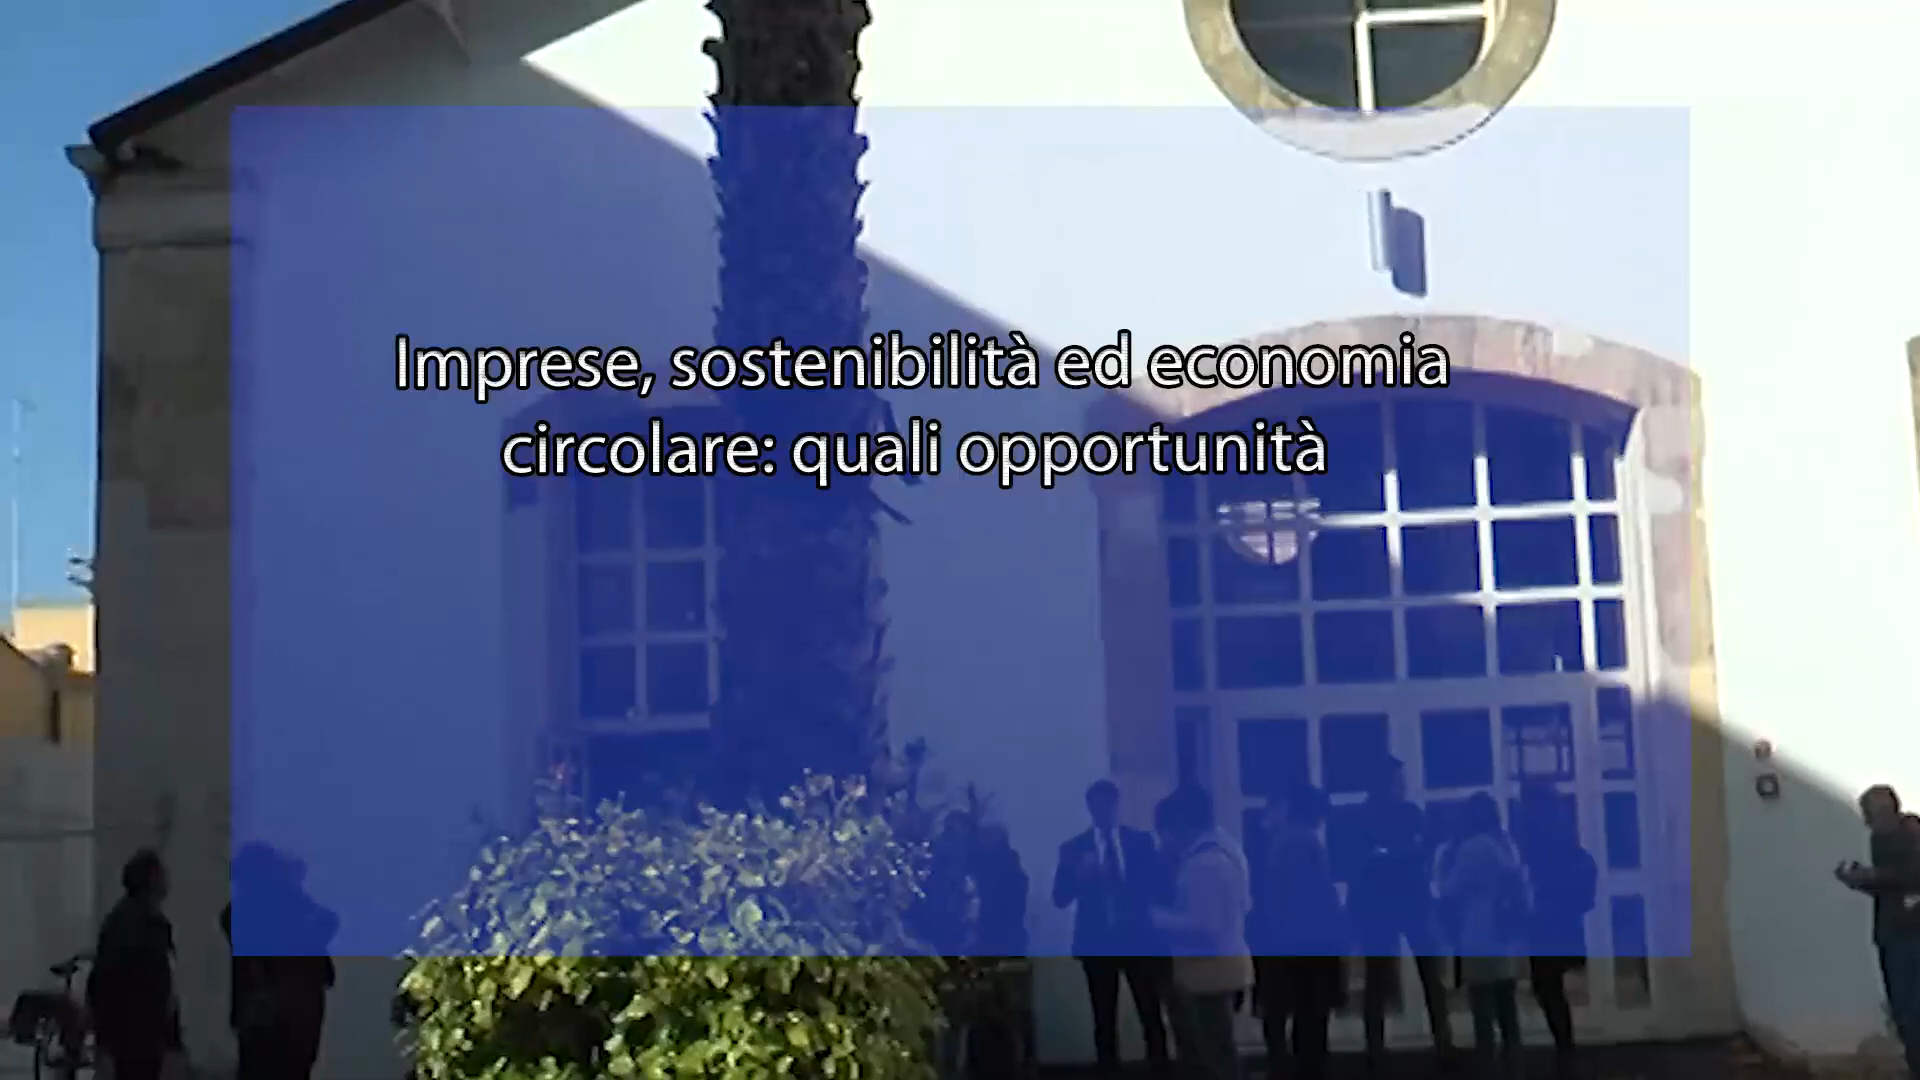 Imprese, sostenibilità ed economia
circolare: quali opportunità